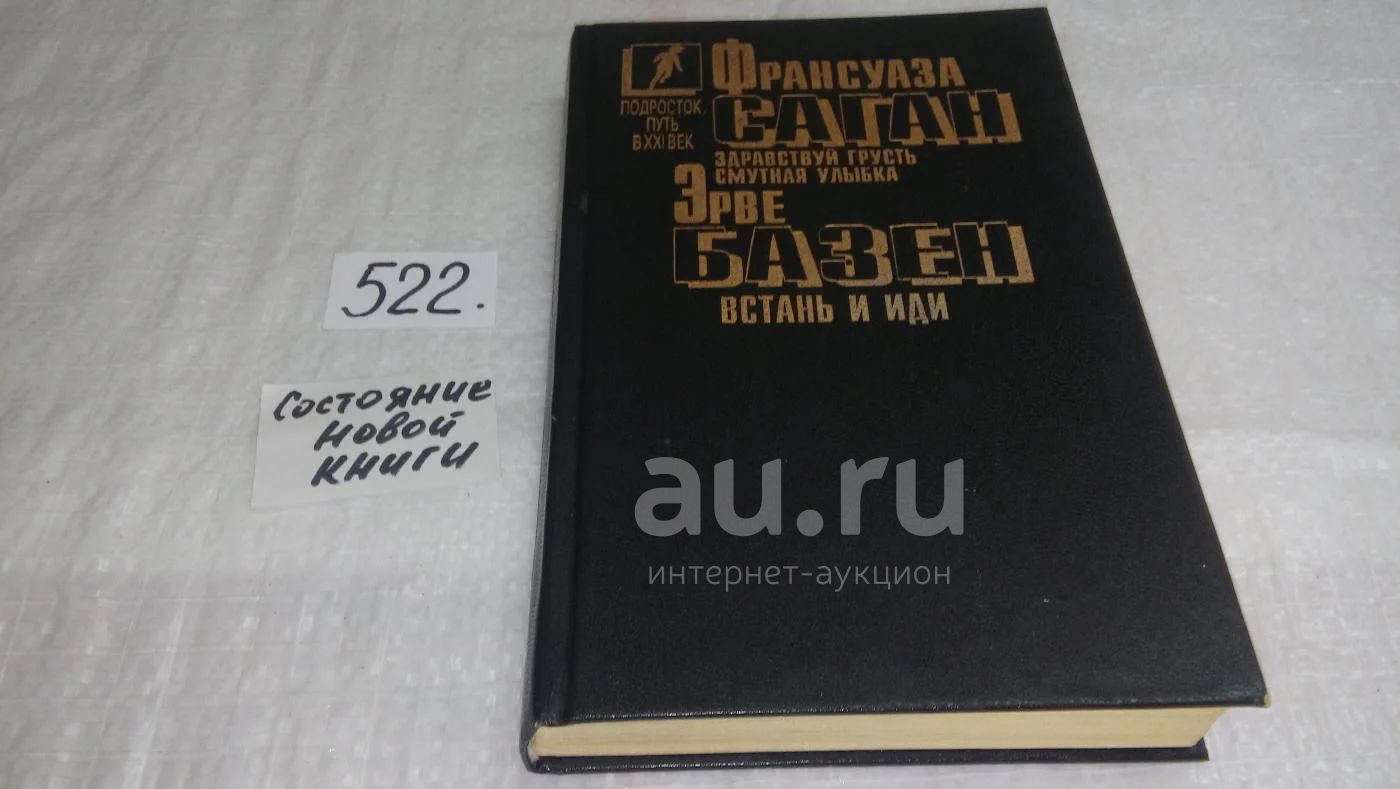 ПОДРОСТОК.
ПУТЬ
В XXI ВЕК
ФРАНСУАЗА
САГАН
ЗДРАВСТВУЙ ГРУСТЬ
СМУТНАЯ УЛЫБКА
ЭРВЕ
БАЗЕН
ВСТАНЬ И ИДИ
522.
Состояние
новой
книги
au.ru
интернет-аукцион